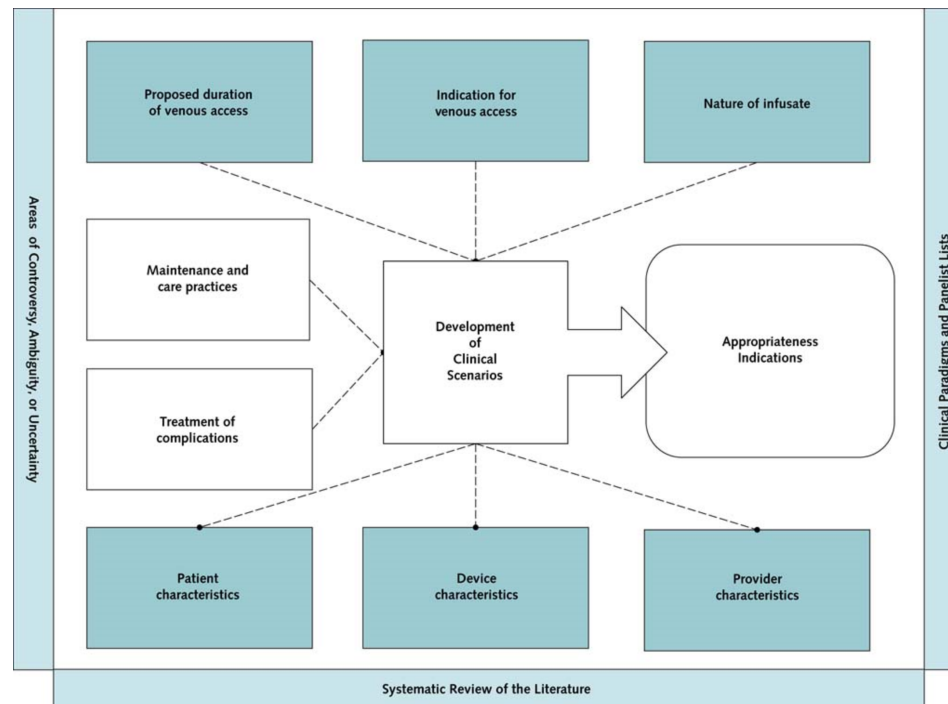 Proposed duration
of venous access
Indication for
venous access
Nature of infusate
Areas of Controversy, Ambiguity, or Uncertainty
Maintenance and
care practices
Treatment of
complications
Development
of
Clinical
Scenarios
Appropriateness
Indications
Clinical Paradigms and Panelist Lists
Patient
characteristics
Device
characteristics
Provider
characteristics
Systematic Review of the Literature